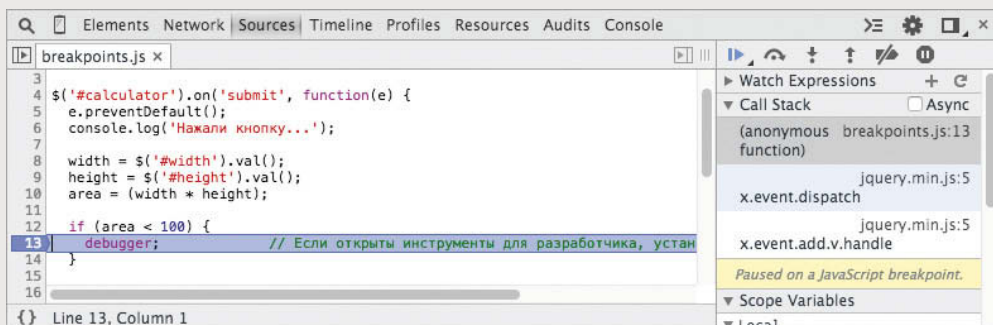 Elements Network Sources Timeline Profiles Resources Audits Console
breakpoints.js ×
3
4 $('#calculator').on('submit', function(e) {
5 e.preventDefault();
6 console.log('Нажали кнопку...');
7
8 width = $('#width').val();
9 height = $('#height').val();
10 area = (width * height);
11
12 if (area < 100) {
13 debugger; // Если открыты инструменты для разработчика, устан
14 }
15
16
{} Line 13, Column 1
Watch Expressions
Call Stack Async
(anonymous function) breakpoints.js:13
jquery.min.js:5
x.event.dispatch
jquery.min.js:5
x.event.add.v.handle
Paused on a JavaScript breakpoint.
Scope Variables
Local